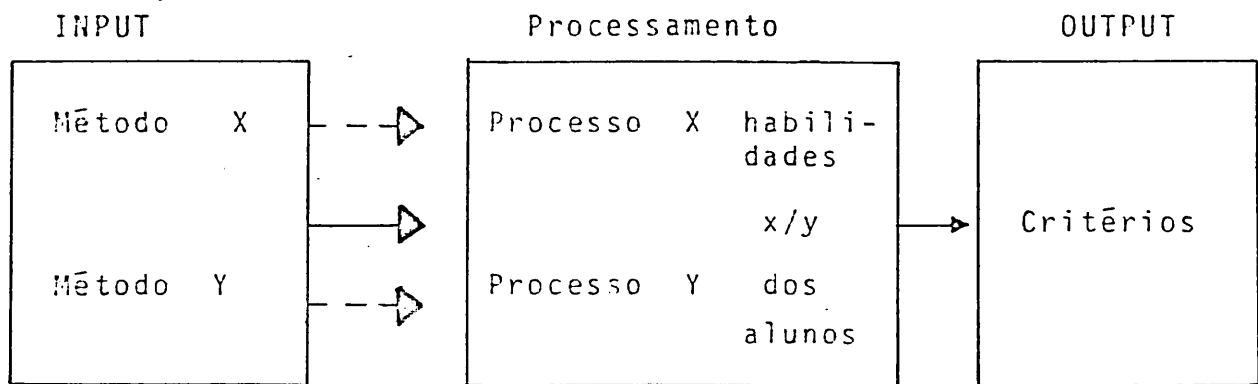 INPUT Processamento OUTPUT
Método X Processo X habili-
dades
x/y Critérios
Método Y Processo Y dos
alunos